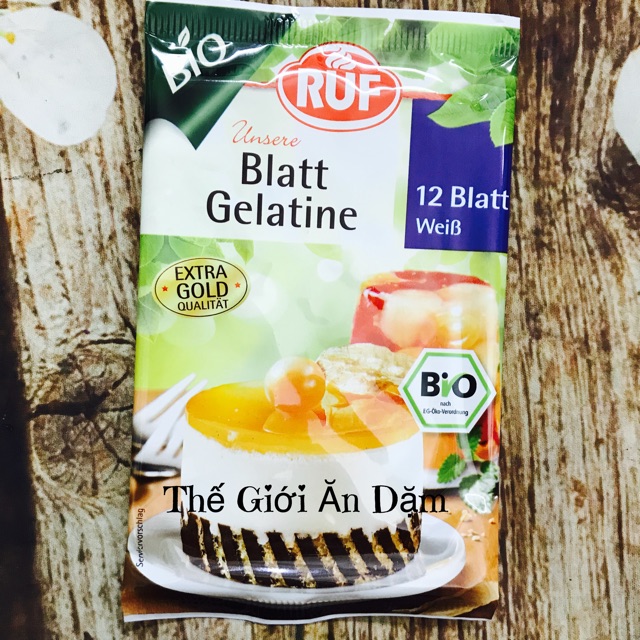 BiO
RUF
Unsere
Blatt
Gelatine
12 Blatt
Weiß
EXTRA
GOLD
QUALITÄT
BiO
nach
EG-Öko-Verordnung
Thế Giới Ăn Dặm
Serviervorschlag